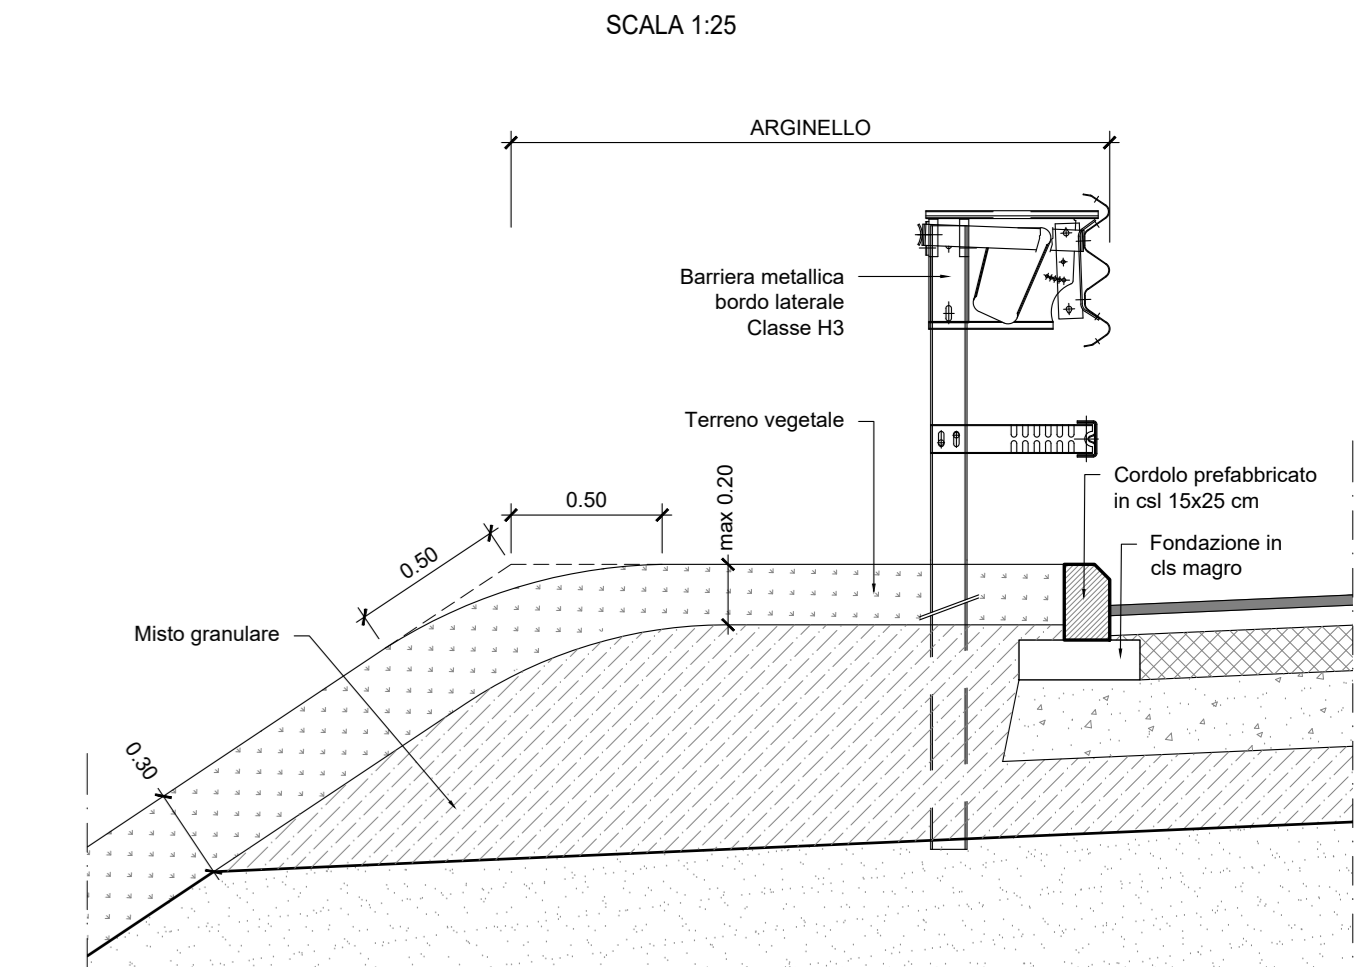 SCALA 1:25
ARGINELLO
Barriera metallica
bordo laterale
Classe H3
Terreno vegetale
Cordolo prefabbricato
in csl 15x25 cm
Fondazione in
cls magro
0.50
max 0.20
0.50
Misto granulare
0.30